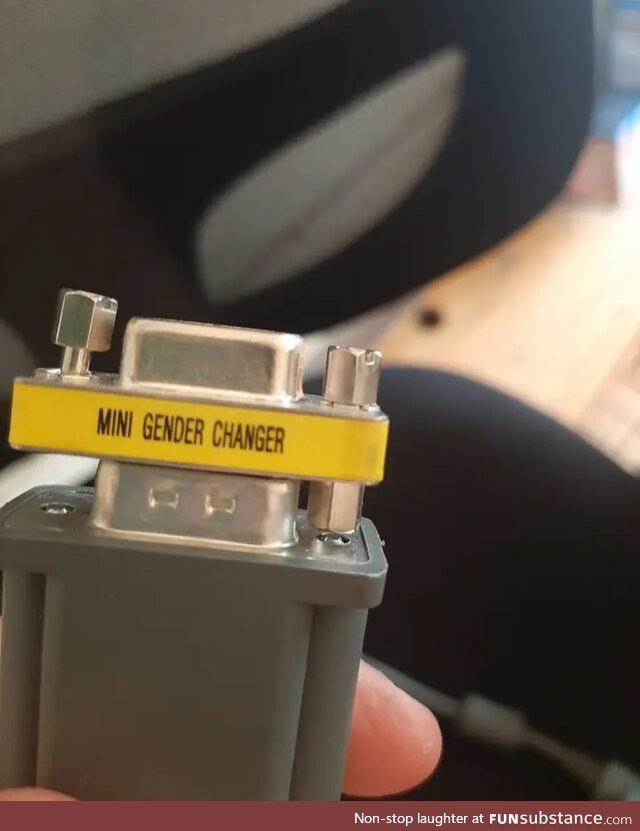 MINI GENDER CHANGER
Non-stop laughter at FUNsubstance.com